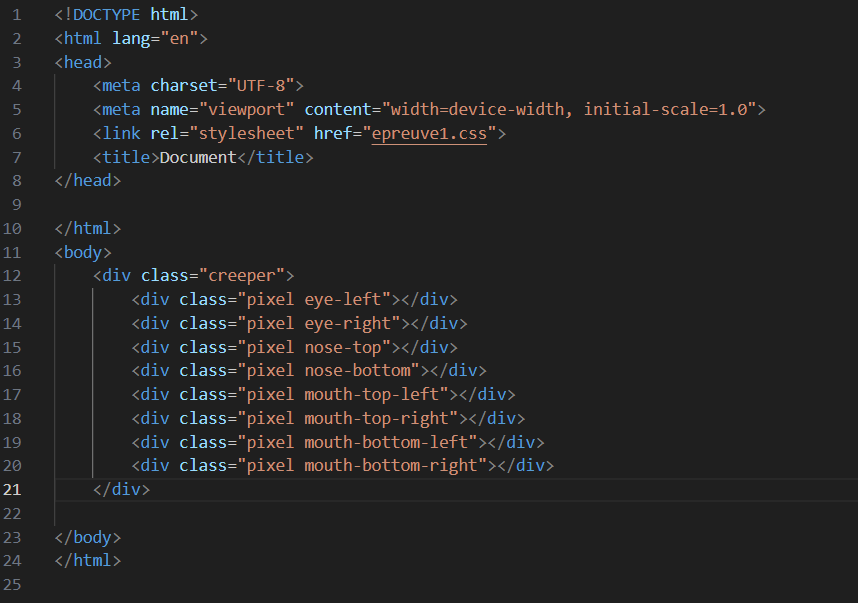 1 <!DOCTYPE html>
2 <html lang="en">
3 <head>
4     <meta charset="UTF-8">
5     <meta name="viewport" content="width=device-width, initial-scale=1.0">
6     <link rel="stylesheet" href="epreuve1.css">
7     <title>Document</title>
8 </head>
9
10 </html>
11 <body>
12     <div class="creeper">
13         <div class="pixel eye-left"></div>
14         <div class="pixel eye-right"></div>
15         <div class="pixel nose-top"></div>
16         <div class="pixel nose-bottom"></div>
17         <div class="pixel mouth-top-left"></div>
18         <div class="pixel mouth-top-right"></div>
19         <div class="pixel mouth-bottom-left"></div>
20         <div class="pixel mouth-bottom-right"></div>
21     </div>
22
23 </body>
24 </html>
25